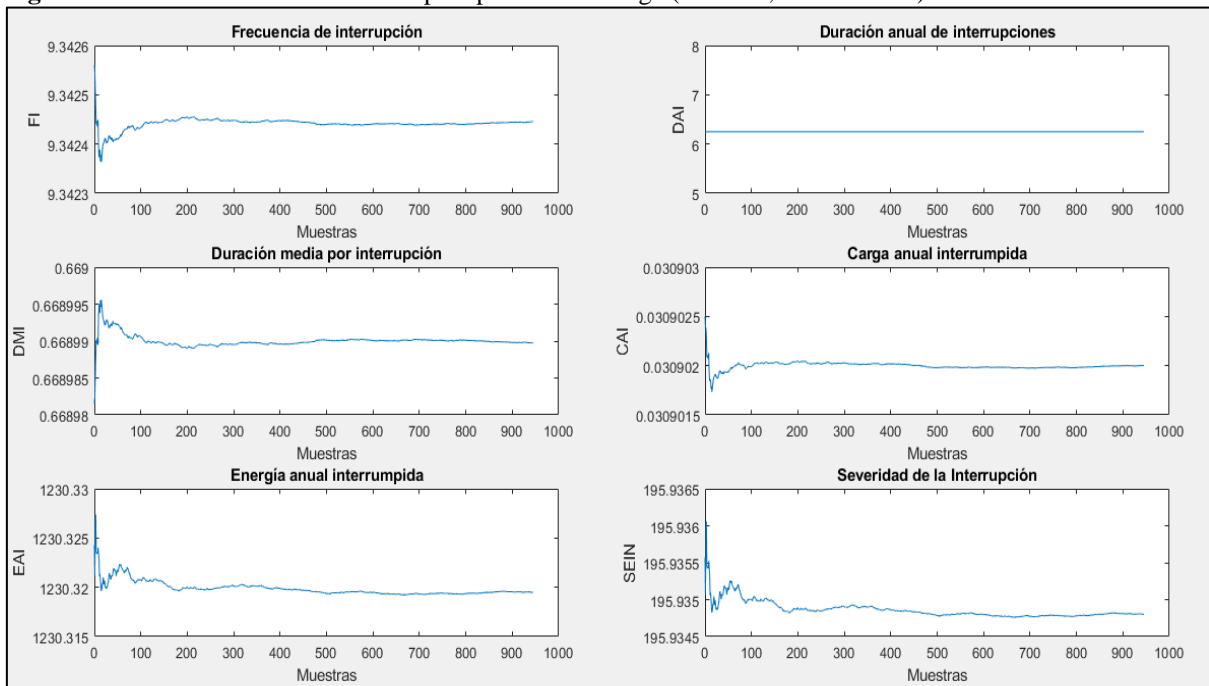 Frecuencia de interrupción
9.3426
9.3425
9.3424
9.3423
FI
0 100 200 300 400 500 600 700 800 900 1000
Muestras
Duración anual de interrupciones
8
7
6
5
DAI
0 100 200 300 400 500 600 700 800 900 1000
Muestras
Duración media por interrupción
0.669
0.668995
0.66899
0.668985
0.66898
DMI
0 100 200 300 400 500 600 700 800 900 1000
Muestras
Carga anual interrumpida
0.030903
0.0309025
0.030902
0.0309015
CAI
0 100 200 300 400 500 600 700 800 900 1000
Muestras
Energía anual interrumpida
1230.33
1230.325
1230.32
1230.315
EAI
0 100 200 300 400 500 600 700 800 900 1000
Muestras
Severidad de la Interrupción
195.9365
195.936
195.9355
195.935
195.9345
SEIN
0 100 200 300 400 500 600 700 800 900 1000
Muestras